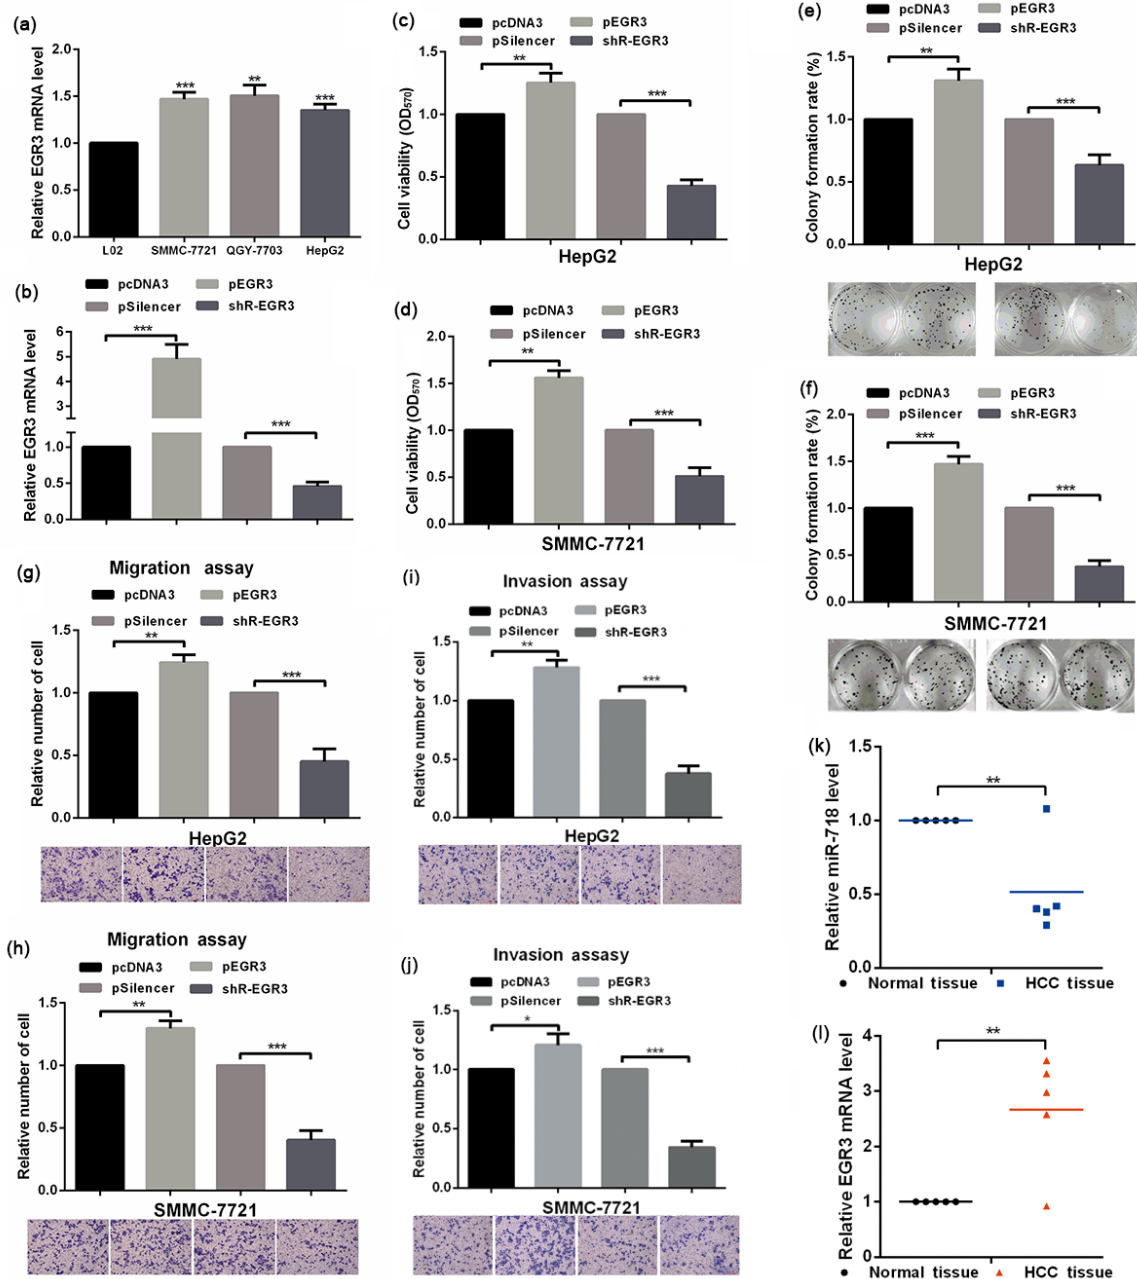 (a)
Relative EGR3 mRNA level
2.0
1.5
1.0
0.5
0.0
***
**
***
L02 SMMC-7721 QGY-7703 HepG2
(b)
pcDNA3 pEGR3
pSilencer shR-EGR3
Relative EGR3 mRNA level
6
5
4
3
1.0
0.5
0.0
***
***
(c)
pcDNA3 pEGR3
pSilencer shR-EGR3
Cell viability (OD570)
1.5
1.0
0.5
0.0
**
***
HepG2
(d)
pcDNA3 pEGR3
pSilencer shR-EGR3
Cell viability (OD570)
2.0
1.5
1.0
0.5
0.0
**
***
SMMC-7721
(e)
pcDNA3 pEGR3
pSilencer shR-EGR3
Colony formation rate (%)
1.5
1.0
0.5
0.0
**
***
HepG2
(f)
pcDNA3 pEGR3
pSilencer shR-EGR3
Colony formation rate (%)
2.0
1.5
1.0
0.5
0.0
***
***
SMMC-7721
(g)
Migration assay
pcDNA3 pEGR3
pSilencer shR-EGR3
Relative number of cell
1.5
1.0
0.5
0.0
**
***
HepG2
(h)
Migration assay
pcDNA3 pEGR3
pSilencer shR-EGR3
Relative number of cell
1.5
1.0
0.5
0.0
**
***
SMMC-7721
(i)
Invasion assay
pcDNA3 pEGR3
pSilencer shR-EGR3
Relative number of cell
1.5
1.0
0.5
0.0
**
***
HepG2
(j)
Invasion assasy
pcDNA3 pEGR3
pSilencer shR-EGR3
Relative number of cell
1.5
1.0
0.5
0.0
*
***
SMMC-7721
(k)
Relative miR-718 level
1.5
1.0
0.5
0.0
**
Normal tissue HCC tissue
(l)
Relative EGR3 mRNA level
4
3
2
1
0
**
Normal tissue HCC tissue